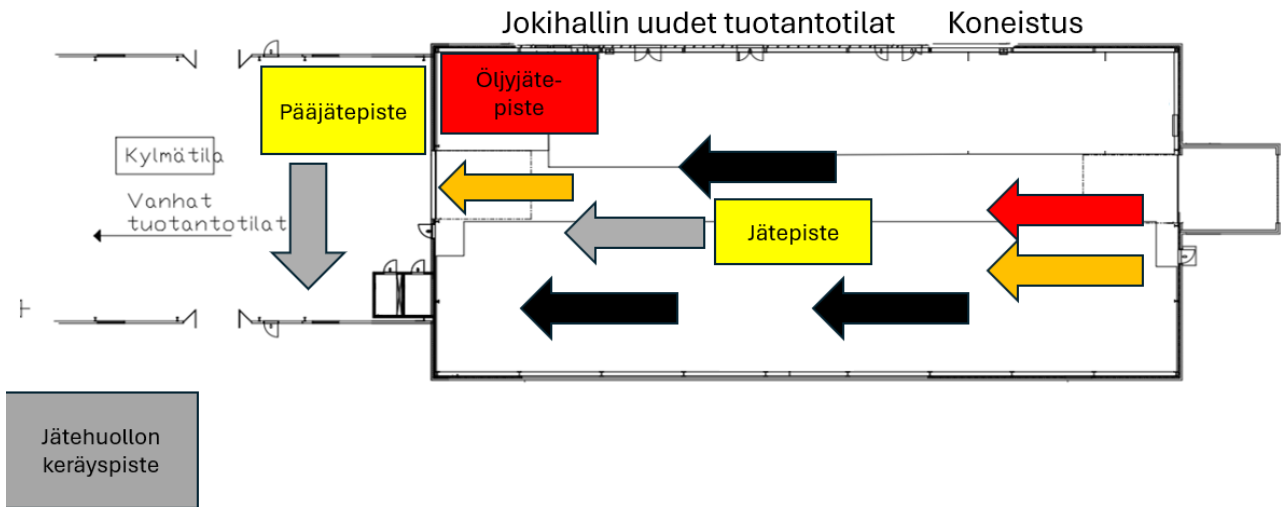 Jokihallin uudet tuotantotilat
Koneistus
Öljyjäte-
piste
Pääjätepiste
Kylmätila
Vanhat
tuotantotilat
Jätepiste
Jätehuollon
keräyspiste